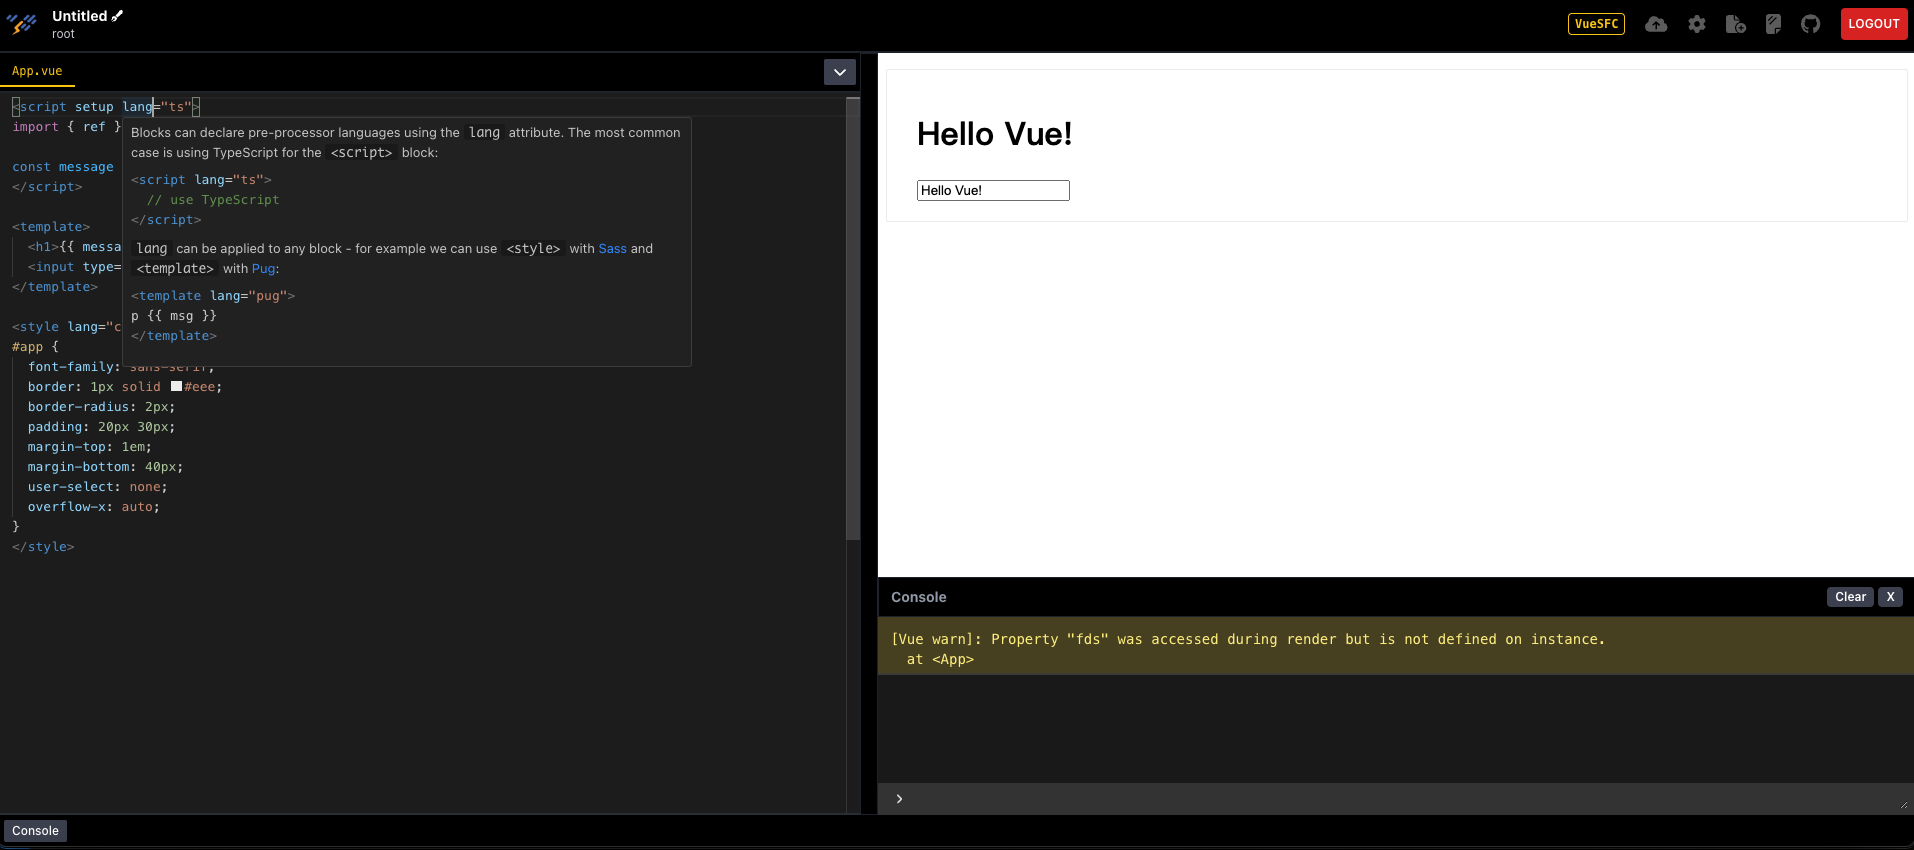 Untitled
root
VueSFC
LOGOUT
App.vue
<script setup lang="ts">
import { ref }
const message
</script>
<template>
<h1>{{ messa
<input type=
</template>
<style lang="c
#app {
font-family: sans-serif;
border: 1px solid #eee;
border-radius: 2px;
padding: 20px 30px;
margin-top: 1em;
margin-bottom: 40px;
user-select: none;
overflow-x: auto;
}
</style>
Blocks can declare pre-processor languages using the lang attribute. The most common
case is using TypeScript for the <script> block:
<script lang="ts">
// use TypeScript
</script>
lang can be applied to any block - for example we can use <style> with Sass and
<template> with Pug:
<template lang="pug">
p {{ msg }}
</template>
Hello Vue!
Hello Vue!
Console
Clear
X
[Vue warn]: Property "fds" was accessed during render but is not defined on instance.
at <App>
Console